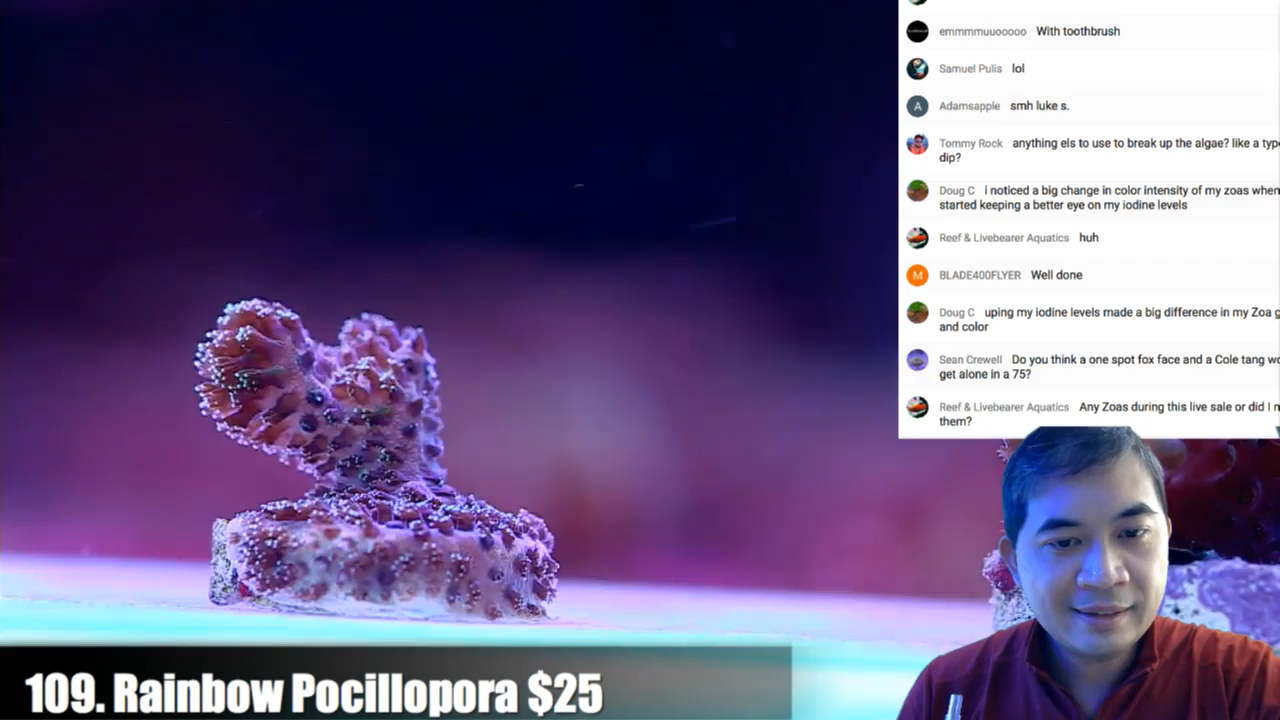 emmmmuuooooo With toothbrush
Samuel Pulis lol
A Adamsapple smh luke s.
Tommy Rock anything els to use to break up the algae? like a typ
dip?
Doug C i noticed a big change in color intensity of my zoas when
started keeping a better eye on my iodine levels
Reef & Livebearer Aquatics huh
M BLADE400FLYER Well done
Doug C uping my iodine levels made a big difference in my Zoa g
and color
Sean Crewell Do you think a one spot fox face and a Cole tang wo
get alone in a 75?
Reef & Livebearer Aquatics Any Zoas during this live sale or did I m
them?
109. Rainbow Pocillopora $25